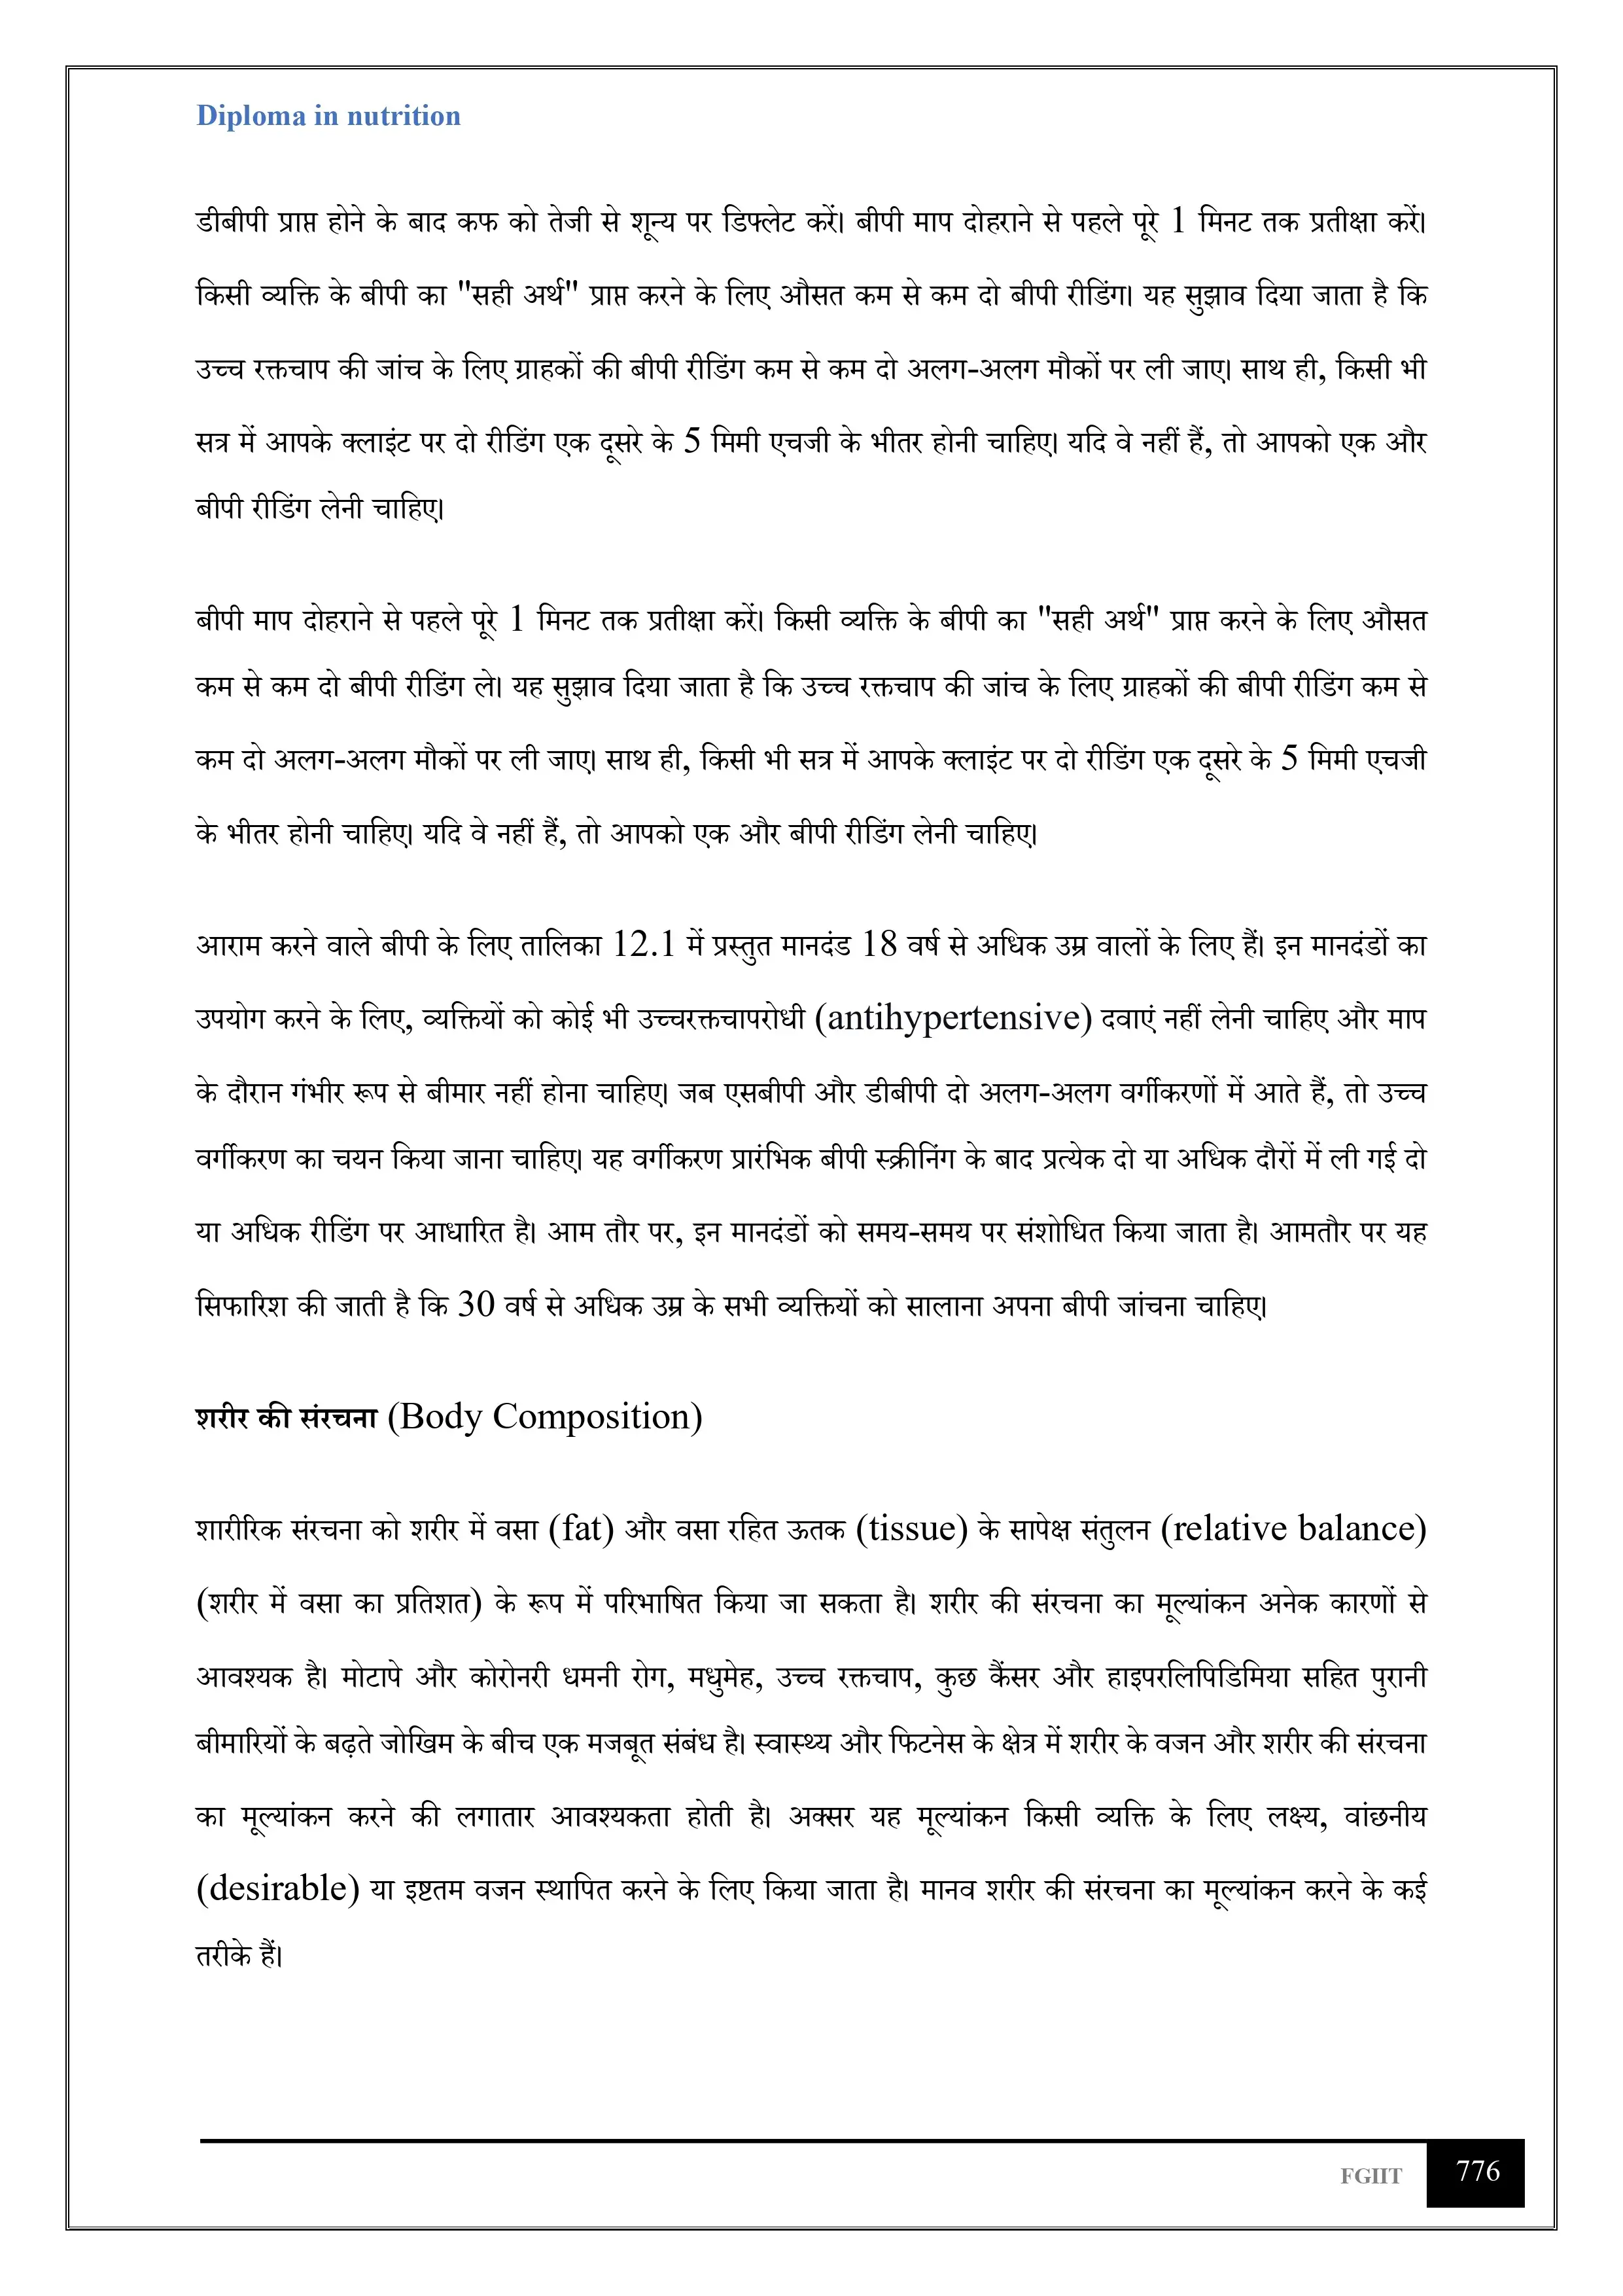 Diploma in nutrition
डीबीपी प्राप्त होने के बाद कफ को तेजी से शून्य पर डिफ्लेट करें। बीपी माप दोहराने से पहले पूरे 1 मिनट तक प्रतीक्षा करें।
किसी व्यक्ति के बीपी का "सही अर्थ" प्राप्त करने के लिए औसत कम से कम दो बीपी रीडिंग। यह सुझाव दिया जाता है कि
उच्च रक्तचाप की जांच के लिए ग्राहकों की बीपी रीडिंग कम से कम दो अलग-अलग मौकों पर ली जाए। साथ ही, किसी भी
सत्र में आपके क्लाइंट पर दो रीडिंग एक दूसरे के 5 मिमी एचजी के भीतर होनी चाहिए। यदि वे नहीं हैं, तो आपको एक और
बीपी रीडिंग लेनी चाहिए।
बीपी माप दोहराने से पहले पूरे 1 मिनट तक प्रतीक्षा करें। किसी व्यक्ति के बीपी का "सही अर्थ" प्राप्त करने के लिए औसत
कम से कम दो बीपी रीडिंग ले। यह सुझाव दिया जाता है कि उच्च रक्तचाप की जांच के लिए ग्राहकों की बीपी रीडिंग कम से
कम दो अलग-अलग मौकों पर ली जाए। साथ ही, किसी भी सत्र में आपके क्लाइंट पर दो रीडिंग एक दूसरे के 5 मिमी एचजी
के भीतर होनी चाहिए। यदि वे नहीं हैं, तो आपको एक और बीपी रीडिंग लेनी चाहिए।
आराम करने वाले बीपी के लिए तालिका 12.1 में प्रस्तुत मानदंड 18 वर्ष से अधिक उम्र वालों के लिए हैं। इन मानदंडों का
उपयोग करने के लिए, व्यक्तियों को कोई भी उच्चरक्तचापरोधी (antihypertensive) दवाएं नहीं लेनी चाहिए और माप
के दौरान गंभीर रूप से बीमार नहीं होना चाहिए। जब एसबीपी और डीबीपी दो अलग-अलग वर्गीकरणों में आते हैं, तो उच्च
वर्गीकरण का चयन किया जाना चाहिए। यह वर्गीकरण प्रारंभिक बीपी स्क्रीनिंग के बाद प्रत्येक दो या अधिक दौरों में ली गई दो
या अधिक रीडिंग पर आधारित है। आम तौर पर, इन मानदंडों को समय-समय पर संशोधित किया जाता है। आमतौर पर यह
सिफारिश की जाती है कि 30 वर्ष से अधिक उम्र के सभी व्यक्तियों को सालाना अपना बीपी जांचना चाहिए।
शरीर की संरचना (Body Composition)
शारीरिक संरचना को शरीर में वसा (fat) और वसा रहित ऊतक (tissue) के सापेक्ष संतुलन (relative balance)
(शरीर में वसा का प्रतिशत) के रूप में परिभाषित किया जा सकता है। शरीर की संरचना का मूल्यांकन अनेक कारणों से
आवश्यक है। मोटापे और कोरोनरी धमनी रोग, मधुमेह, उच्च रक्तचाप, कुछ कैंसर और हाइपरलिपिडिमिया सहित पुरानी
बीमारियों के बढ़ते जोखिम के बीच एक मजबूत संबंध है। स्वास्थ्य और फिटनेस के क्षेत्र में शरीर के वजन और शरीर की संरचना
का मूल्यांकन करने की लगातार आवश्यकता होती है। अक्सर यह मूल्यांकन किसी व्यक्ति के लिए लक्ष्य, वांछनीय
(desirable) या इष्टतम वजन स्थापित करने के लिए किया जाता है। मानव शरीर की संरचना का मूल्यांकन करने के कई
तरीके हैं।
FGIIT 776